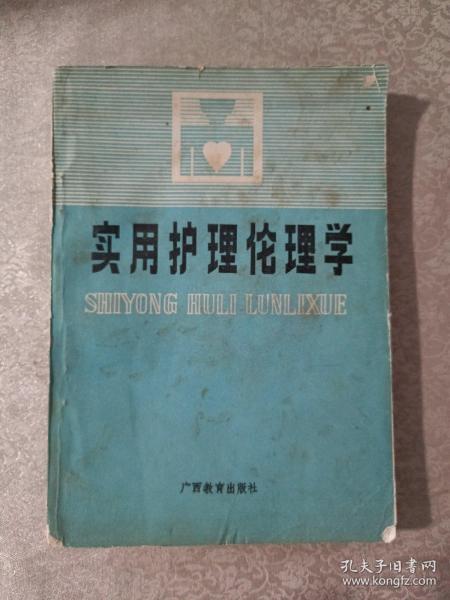 实用护理伦理学
SHIYONG HULI LUNLIXUE
广西教育出版社
孔夫子旧书网
www.kongfz.com